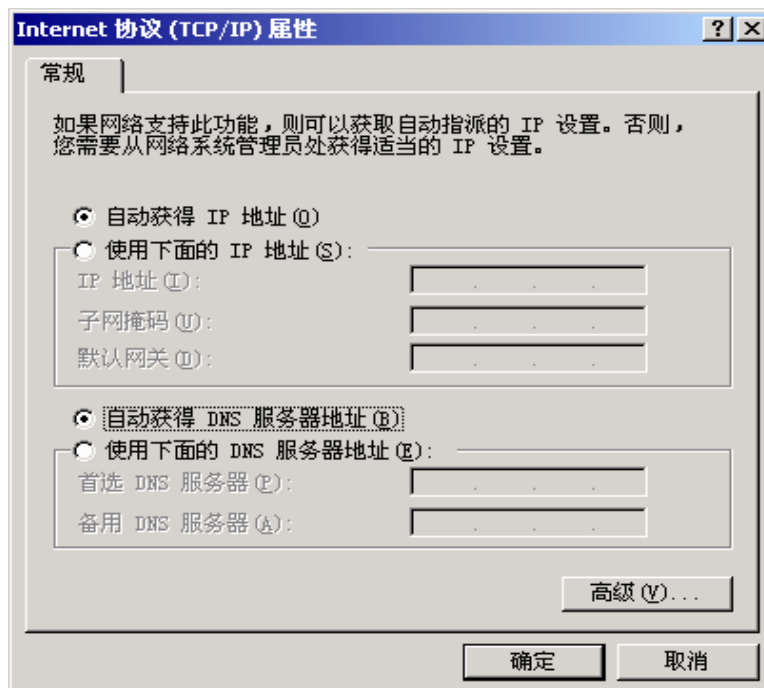 Internet 协议 (TCP/IP) 属性
常规
如果网络支持此功能，则可以获取自动指派的 IP 设置。否则，
您需要从网络系统管理员处获得适当的 IP 设置。
自动获得 IP 地址(O)
使用下面的 IP 地址(S):
IP 地址(I):
子网掩码(U):
默认网关(D):
自动获得 DNS 服务器地址(B)
使用下面的 DNS 服务器地址(E):
首选 DNS 服务器(P):
备用 DNS 服务器(A):
高级(V)...
确定
取消